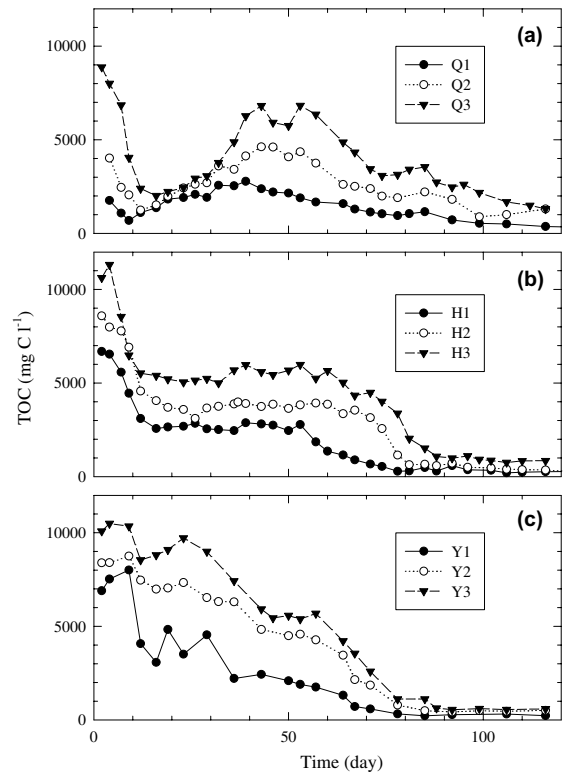 (a)
10000
5000
0
Q1
Q2
Q3
(b)
10000
5000
0
H1
H2
H3
TOC (mg C l-1)
(c)
10000
5000
0
Y1
Y2
Y3
0 50 100
Time (day)